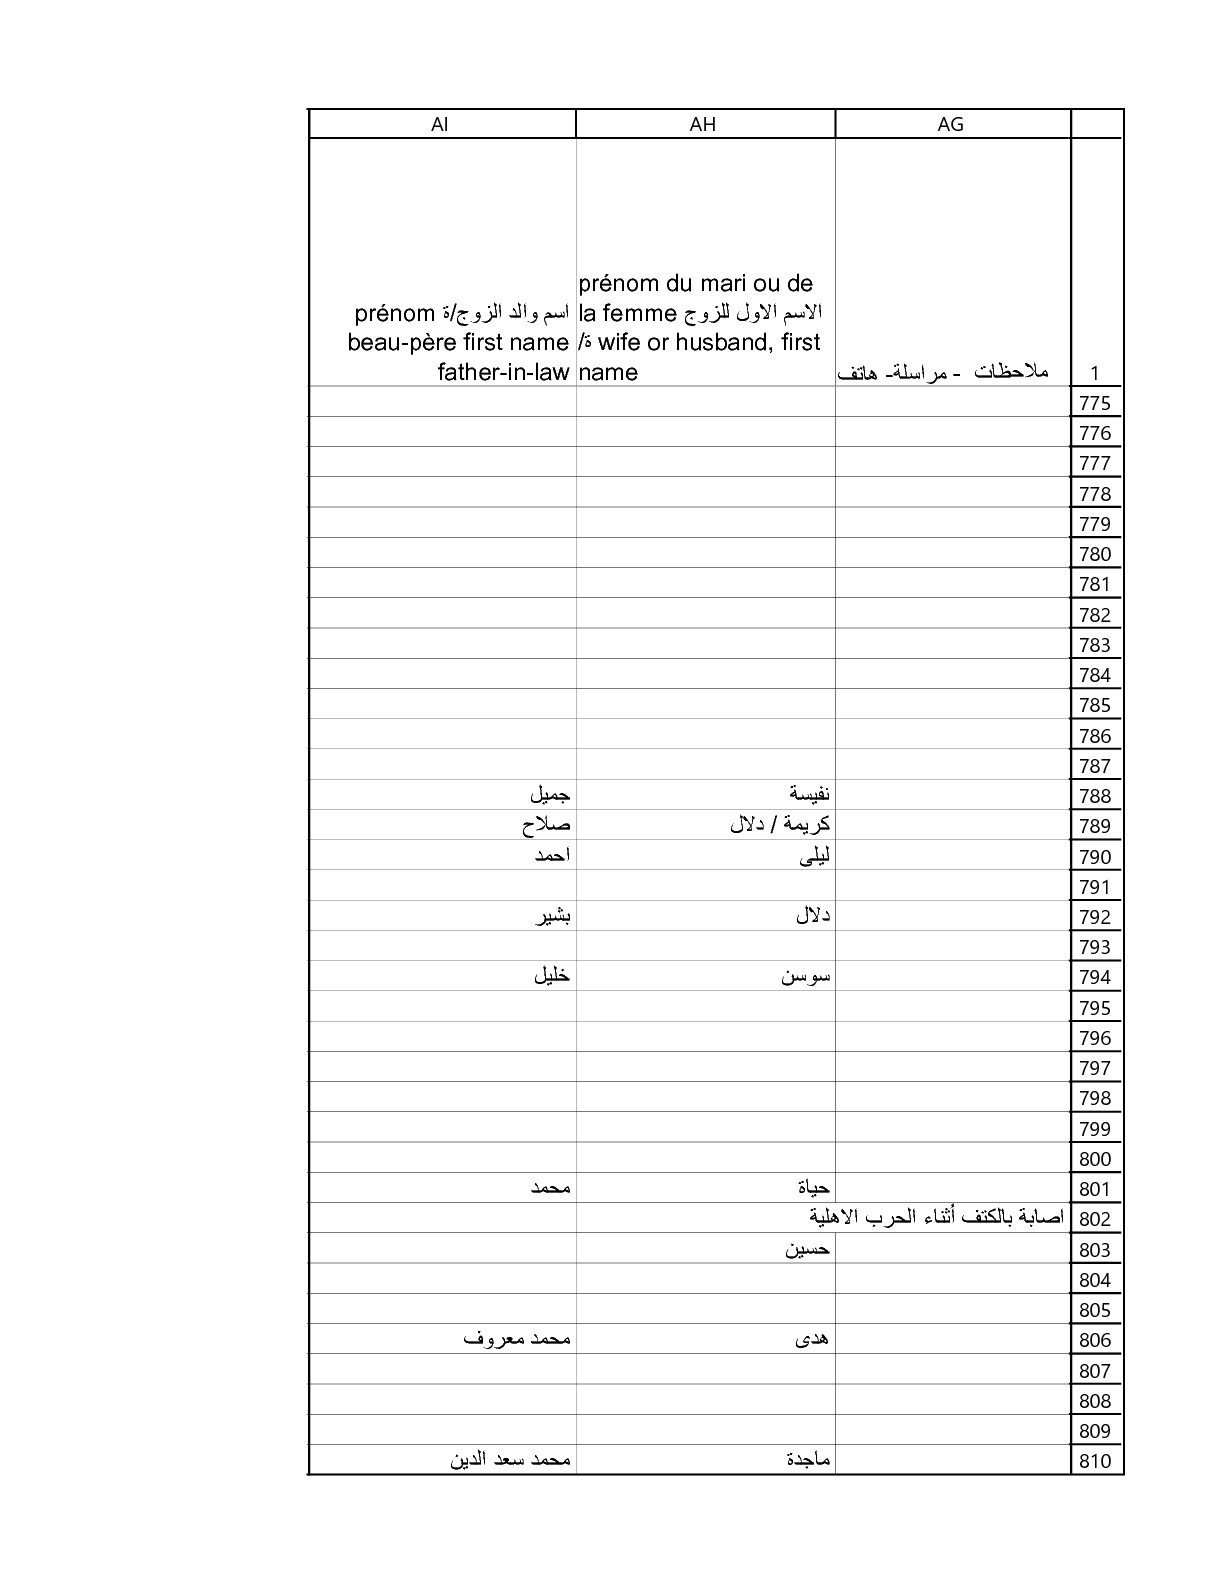 AG AH AI
1 ملاحظات - مراسلة- هاتف
prénom du mari ou de
la femme الاسم الاول للزوج
/ة wife or husband, first
name
prénom اسم والد الزوج/ة
beau-père first name
father-in-law
775
776
777
778
779
780
781
782
783
784
785
786
787
788 نفيسة جميل
789 كريمة / دلال صلاح
790 ليلى احمد
791
792 دلال بشير
793
794 سوسن خليل
795
796
797
798
799
800
801 حياة محمد
802 اصابة بالكتف أثناء الحرب الاهلية
803 حسين
804
805
806 هدى محمد معروف
807
808
809
810 ماجدة محمد سعد الدين